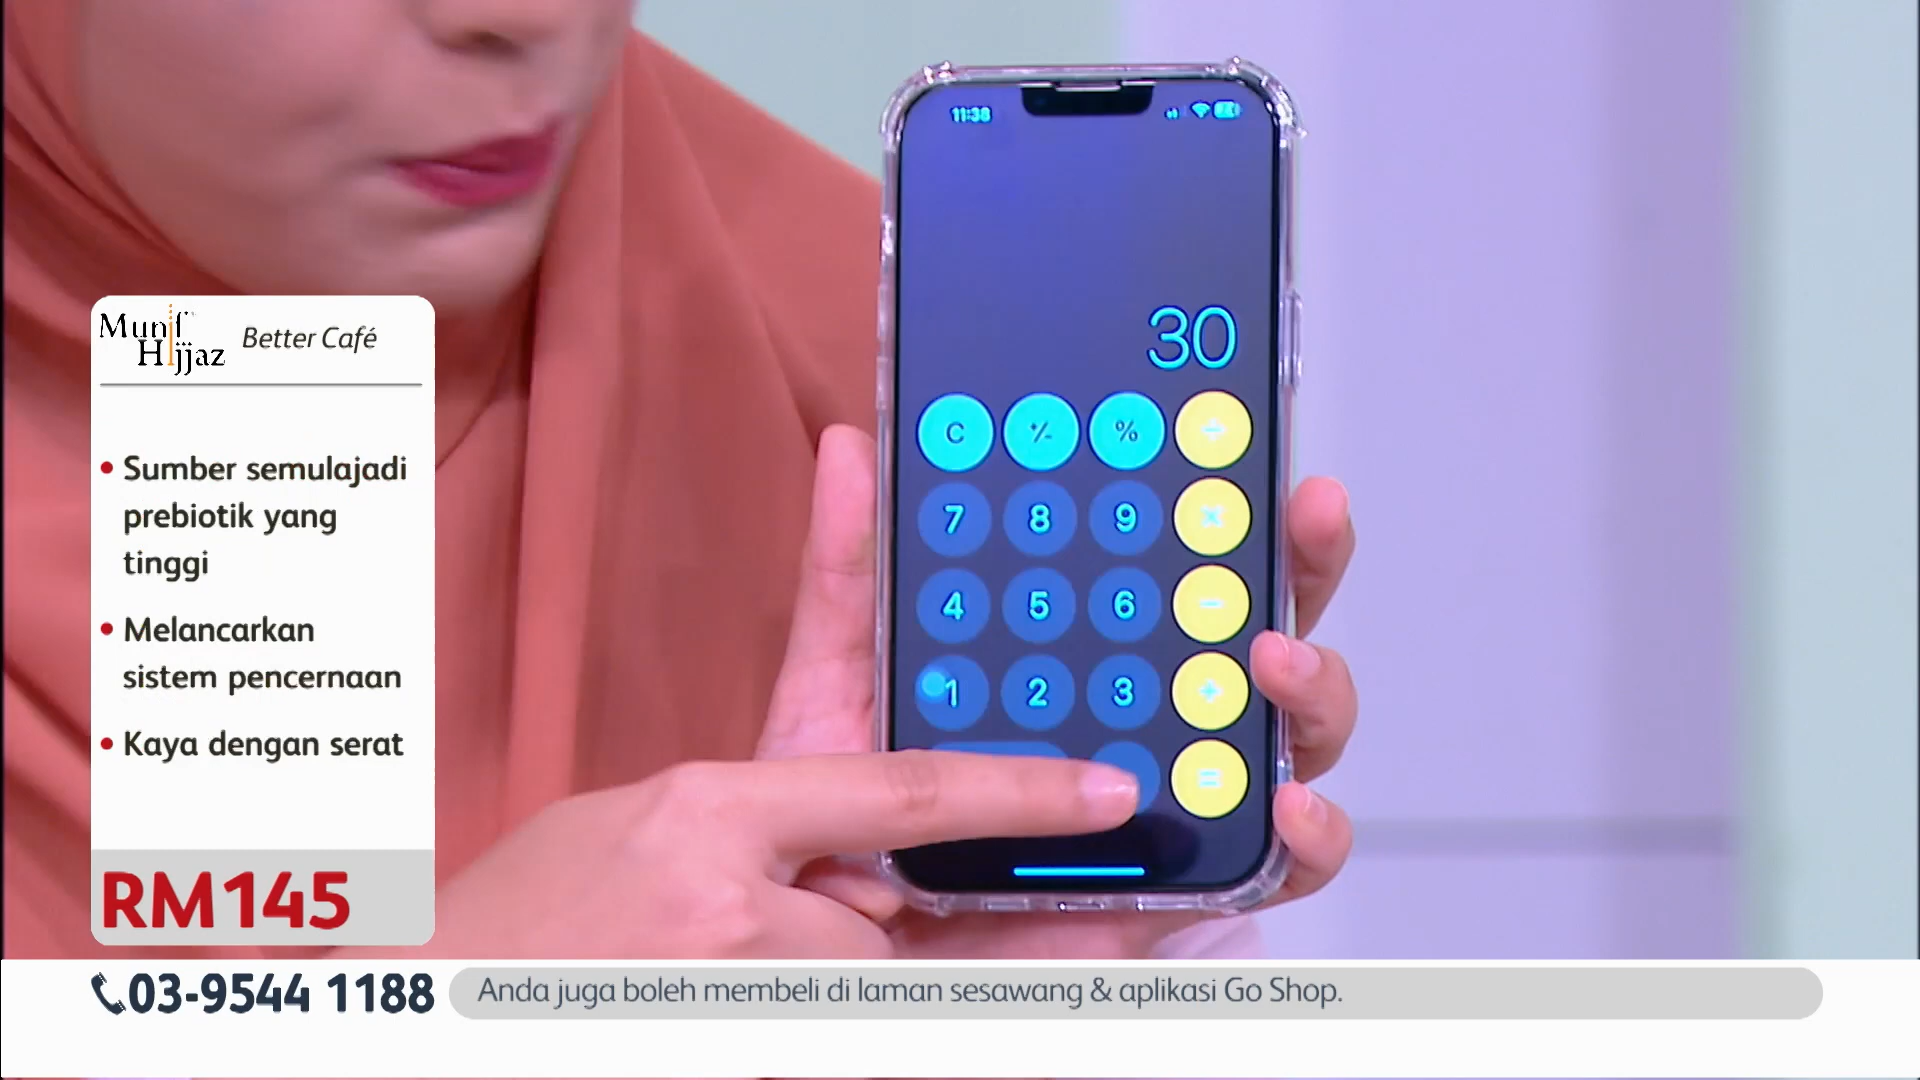 Munif
Hijjaz
Better Café
• Sumber semulajadi
prebiotik yang
tinggi
• Melancarkan
sistem pencernaan
• Kaya dengan serat
RM145
03-9544 1188
Anda juga boleh membeli di laman sesawang & aplikasi Go Shop.
11:38
30
C +/- % ÷
7 8 9 ×
4 5 6 −
1 2 3 +
=